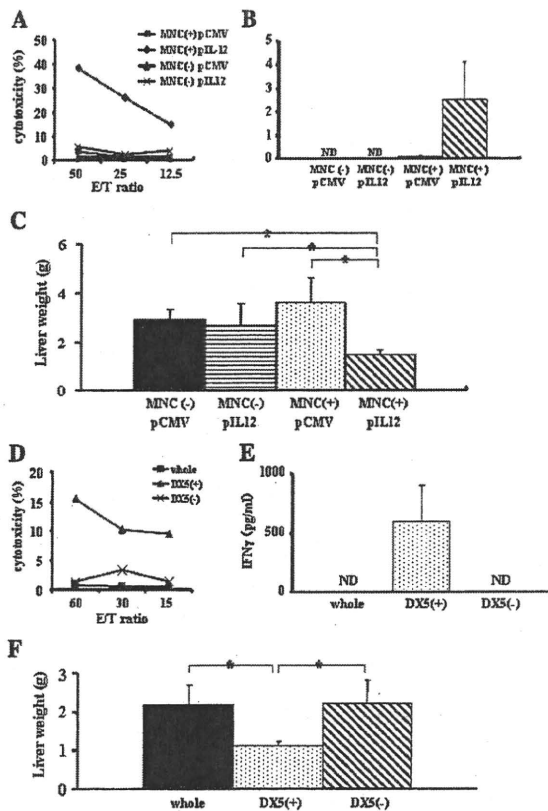 A
cytotoxicity (%)
50
40
30
20
10
0
50 25 12.5
E/T ratio
MNC(+)pCMV
MNC(+)pIL12
MNC(-) pCMV
MNC(-) pIL12
B
5
4
3
2
1
0
ND ND
MNC(-) MNC(-) MNC(+) MNC(+)
pCMV pIL12 pCMV pIL12
C
Liver weight (g)
6
4
2
0
* * *
MNC(-) MNC(-) MNC(+) MNC(+)
pCMV pIL12 pCMV pIL12
D
cytotoxicity (%)
20
15
10
5
0
60 30 15
E/T ratio
whole
DX5(+)
DX5(-)
E
IFNγ (pg/ml)
1000
500
0
ND ND
whole DX5(+) DX5(-)
F
Liver weight (g)
3
2
1
0
* *
whole DX5(+) DX5(-)